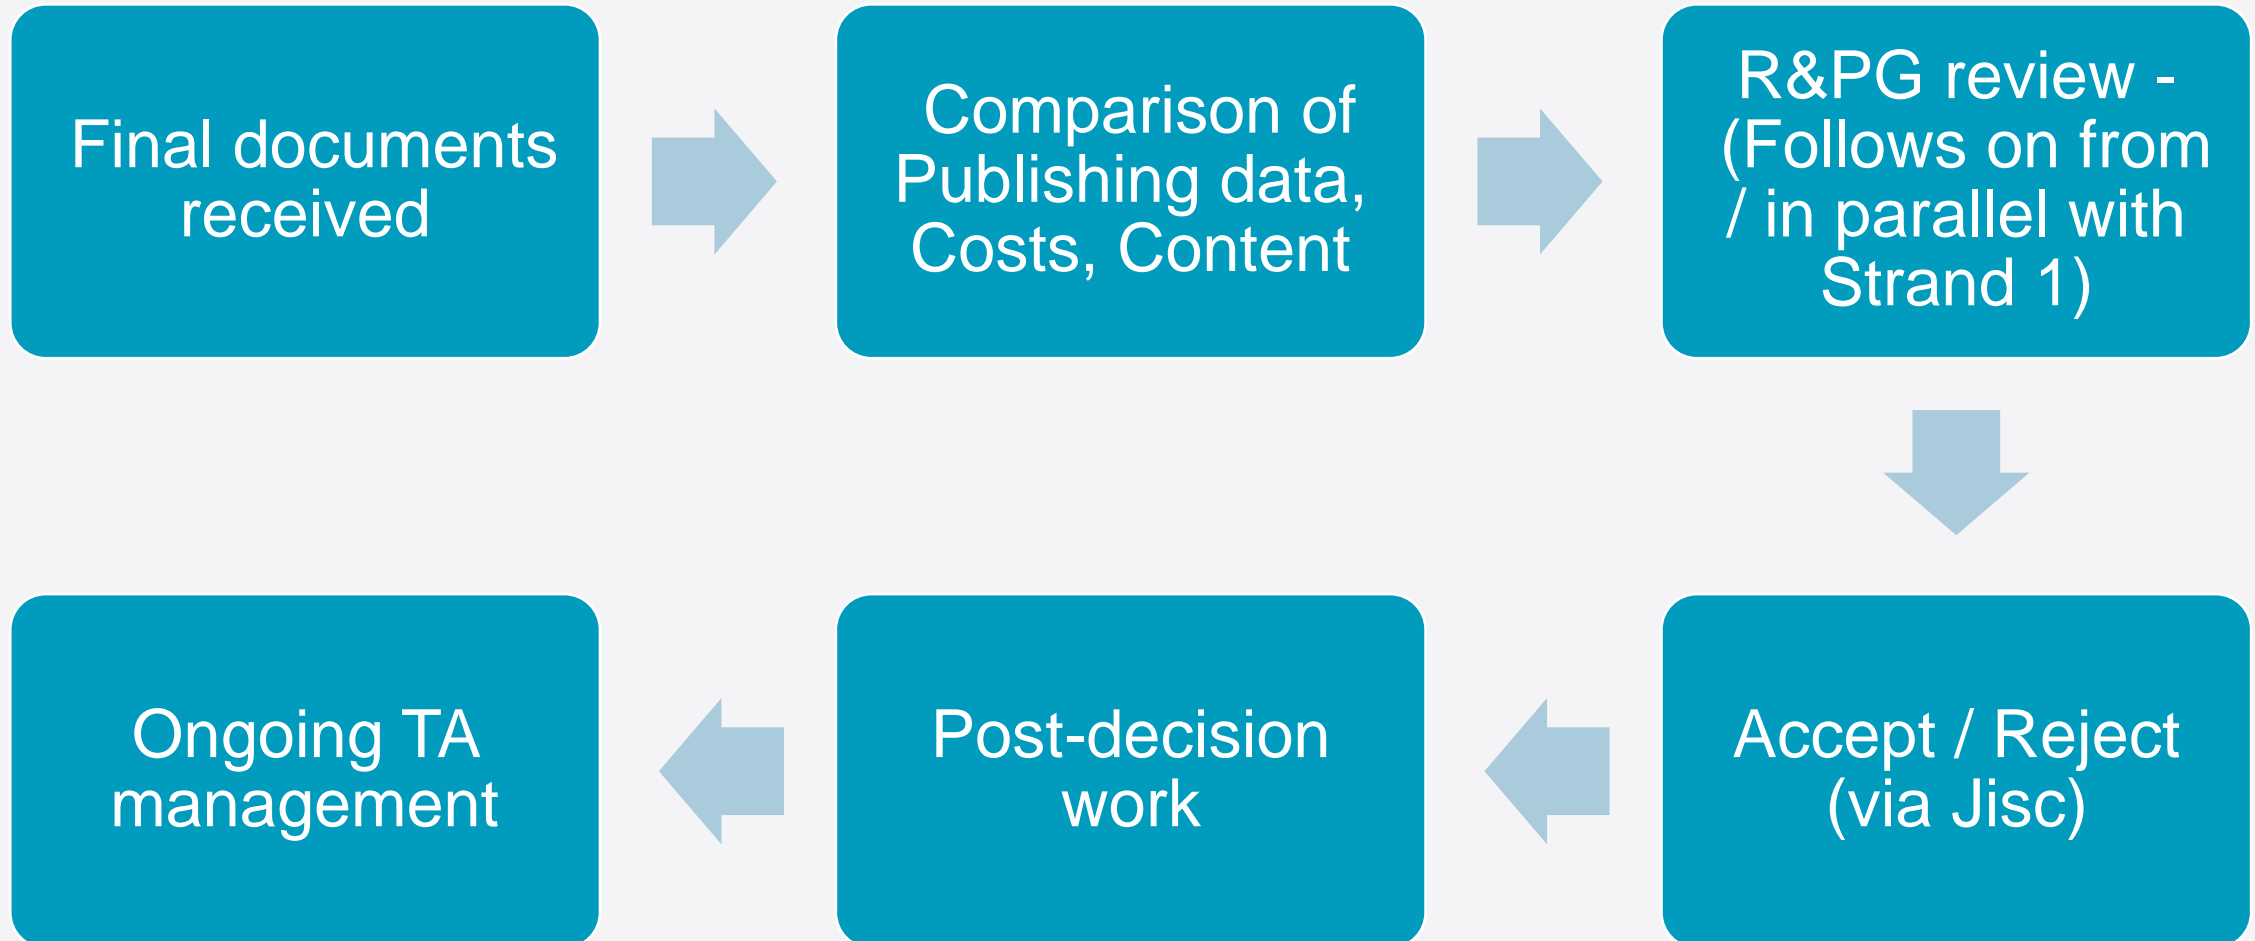 Final documents
received
Comparison of
Publishing data,
Costs, Content
R&PG review -
(Follows on from
/ in parallel with
Strand 1)
Accept / Reject
(via Jisc)
Post-decision
work
Ongoing TA
management